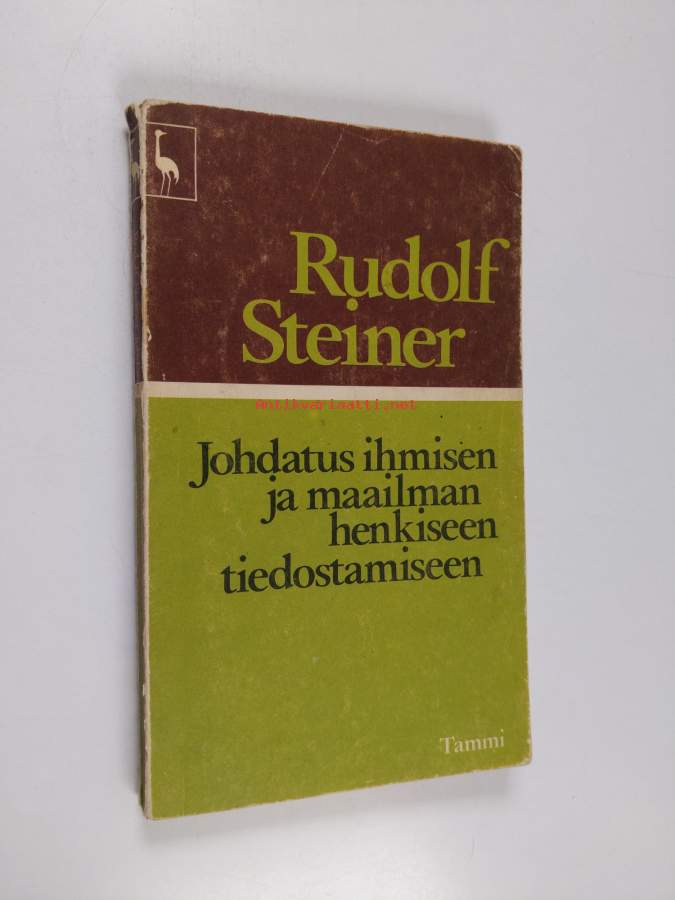 Rudolf
Steiner
Antikvariaatti.net
Johdatus ihmisen
ja maailman
henkiseen
tiedostamiseen
Tammi